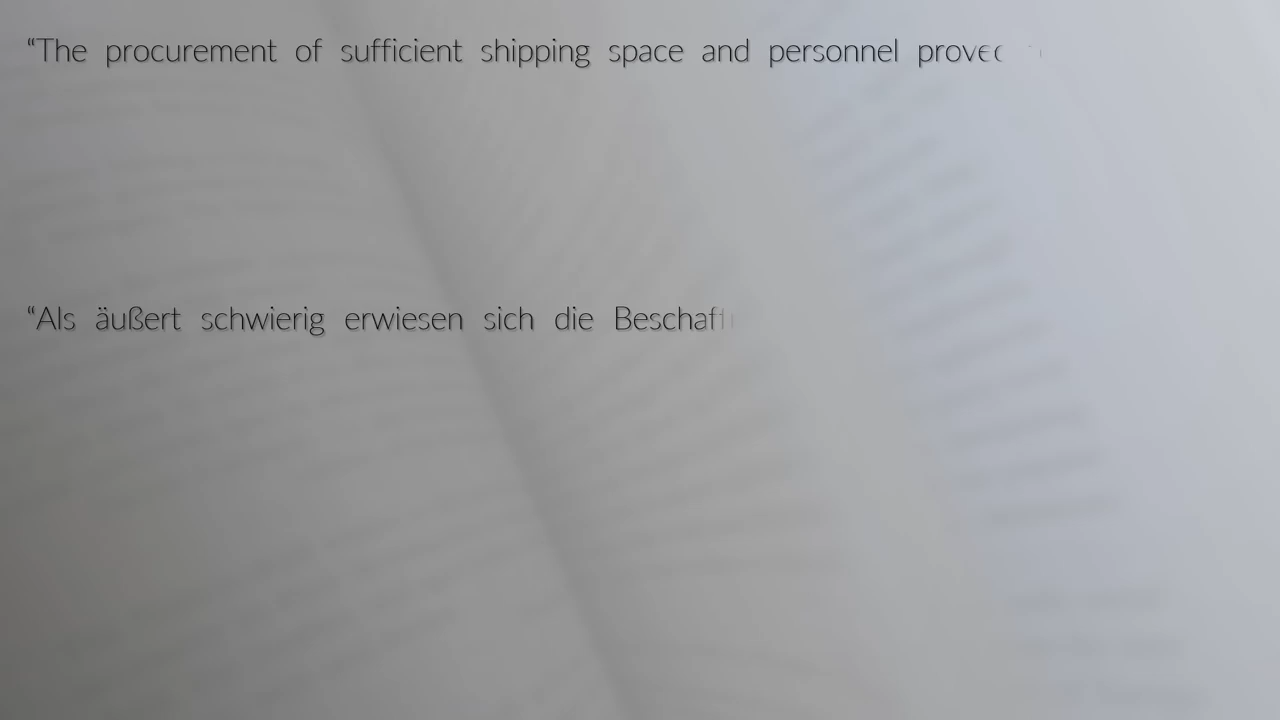 “The procurement of sufficient shipping space and personnel
“Als äußert schwierig erwiesen sich die